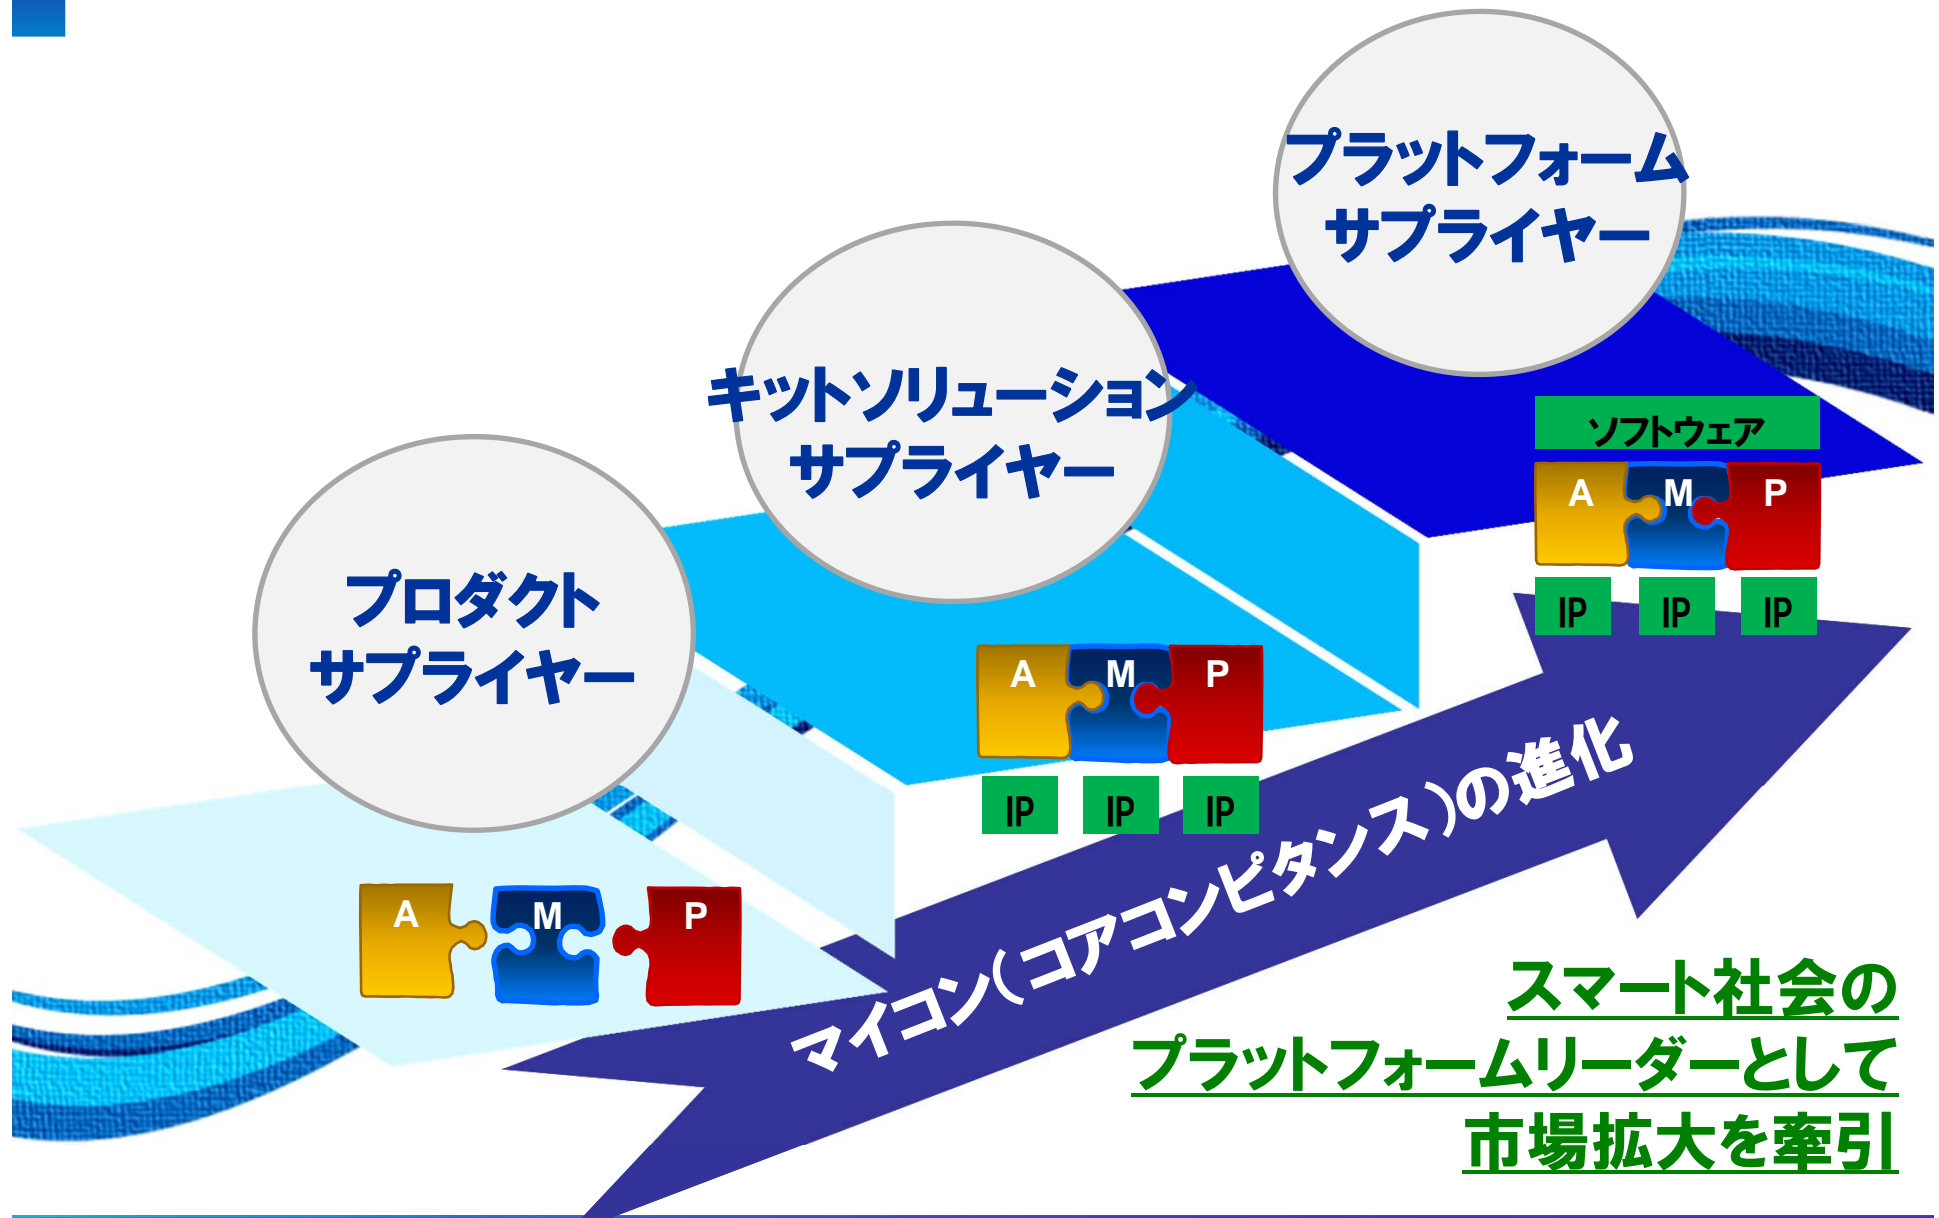 プラットフォーム
サプライヤー
キットソリューション
サプライヤー
プロダクト
サプライヤー
ソフトウェア
A M P
IP IP IP
A M P
IP IP IP
A M P
マイコン(コアコンピタンス)の進化
スマート社会の
プラットフォームリーダーとして
市場拡大を牽引